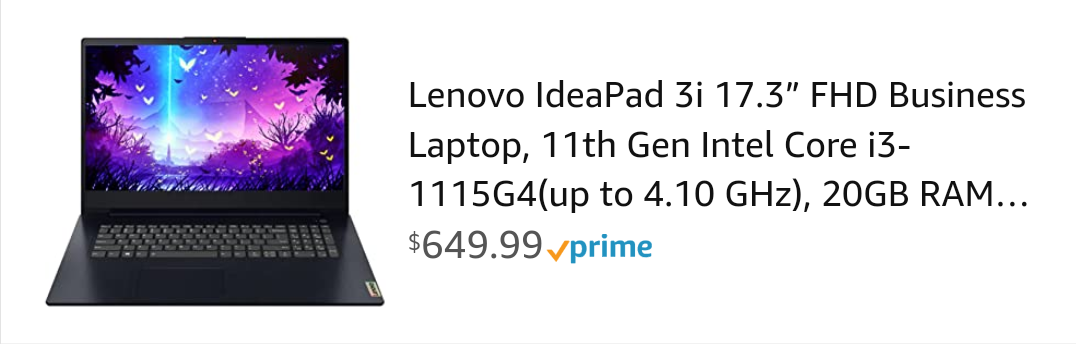 Lenovo IdeaPad 3i 17.3” FHD Business
Laptop, 11th Gen Intel Core i3-
1115G4(up to 4.10 GHz), 20GB RAM...
$649.99 prime